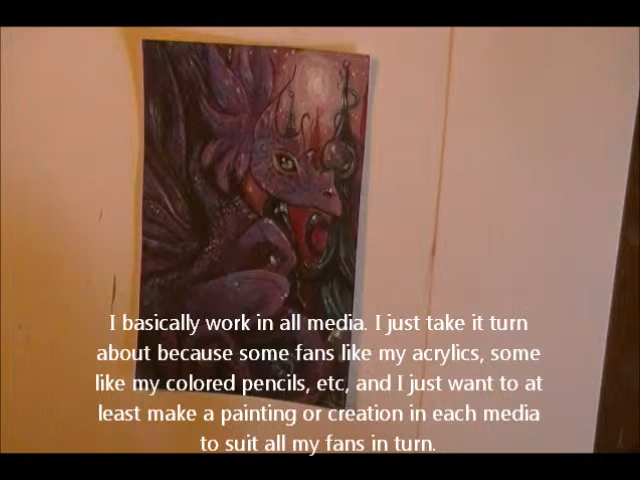 I basically work in all media. I just take it turn
about because some fans like my acrylics, some
like my colored pencils, etc, and I just want to at
least make a painting or creation in each media
to suit all my fans in turn.